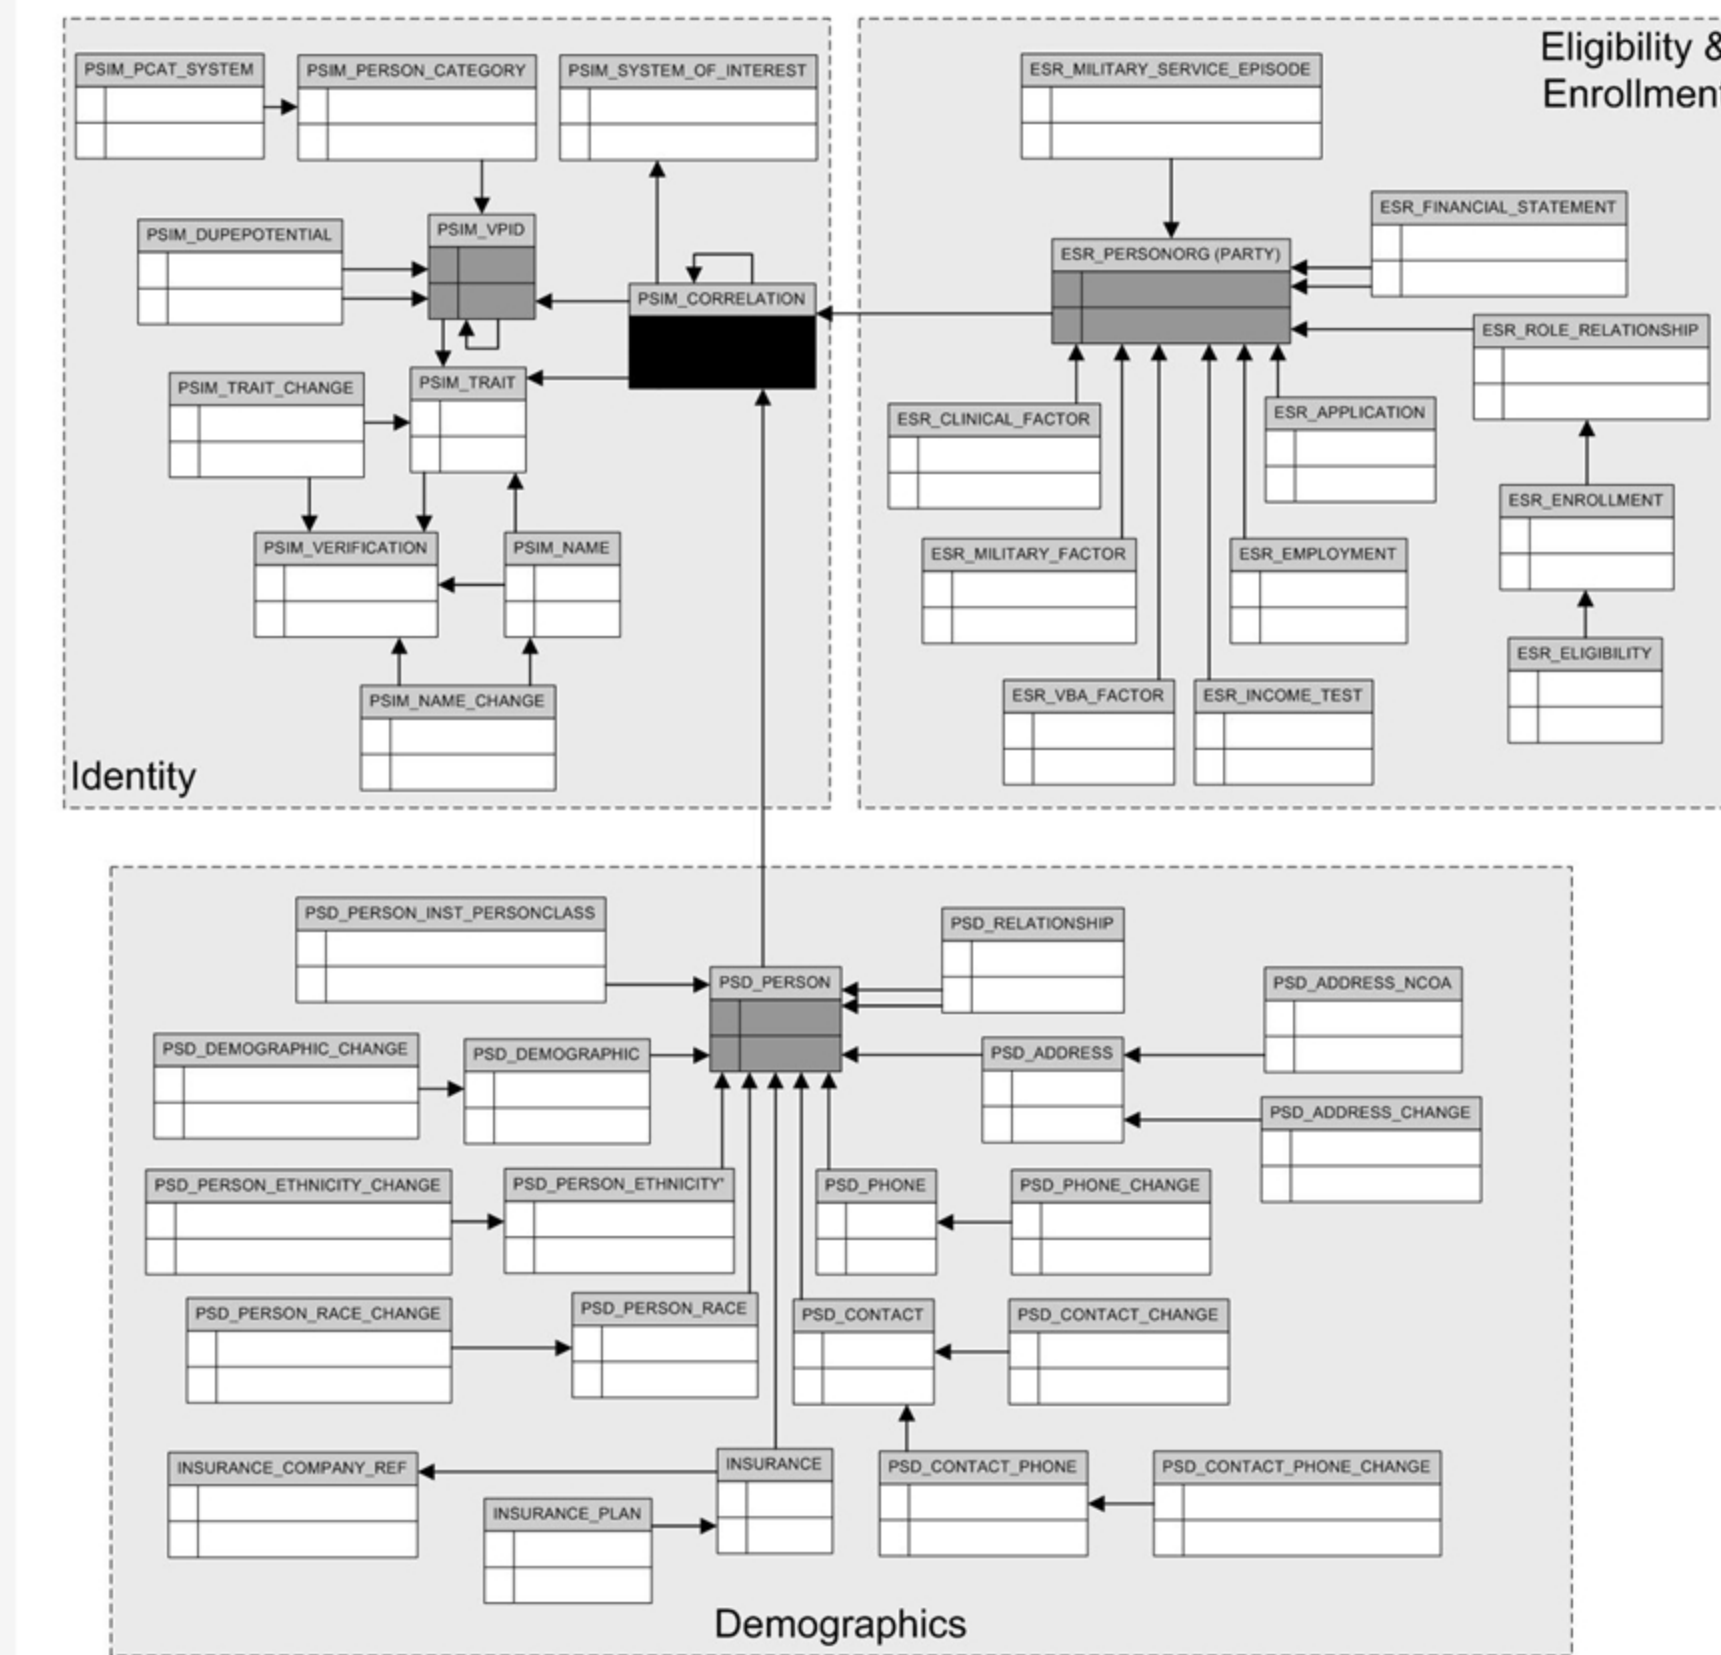 PSIM_PCAT_SYSTEM
PSIM_PERSON_CATEGORY
PSIM_SYSTEM_OF_INTEREST
PSIM_DUPEPOTENTIAL
PSIM_VPID
PSIM_CORRELATION
PSIM_TRAIT_CHANGE
PSIM_TRAIT
PSIM_VERIFICATION
PSIM_NAME
PSIM_NAME_CHANGE
Identity
Eligibility &
Enrollment
ESR_MILITARY_SERVICE_EPISODE
ESR_FINANCIAL_STATEMENT
ESR_PERSONORG (PARTY)
ESR_ROLE_RELATIONSHIP
ESR_CLINICAL_FACTOR
ESR_APPLICATION
ESR_ENROLLMENT
ESR_MILITARY_FACTOR
ESR_EMPLOYMENT
ESR_ELIGIBILITY
ESR_VBA_FACTOR
ESR_INCOME_TEST
PSD_PERSON_INST_PERSONCLASS
PSD_RELATIONSHIP
PSD_PERSON
PSD_ADDRESS_NCOA
PSD_DEMOGRAPHIC_CHANGE
PSD_DEMOGRAPHIC
PSD_ADDRESS
PSD_ADDRESS_CHANGE
PSD_PERSON_ETHNICITY_CHANGE
PSD_PERSON_ETHNICITY'
PSD_PHONE
PSD_PHONE_CHANGE
PSD_PERSON_RACE_CHANGE
PSD_PERSON_RACE
PSD_CONTACT
PSD_CONTACT_CHANGE
INSURANCE_COMPANY_REF
INSURANCE
PSD_CONTACT_PHONE
PSD_CONTACT_PHONE_CHANGE
INSURANCE_PLAN
Demographics